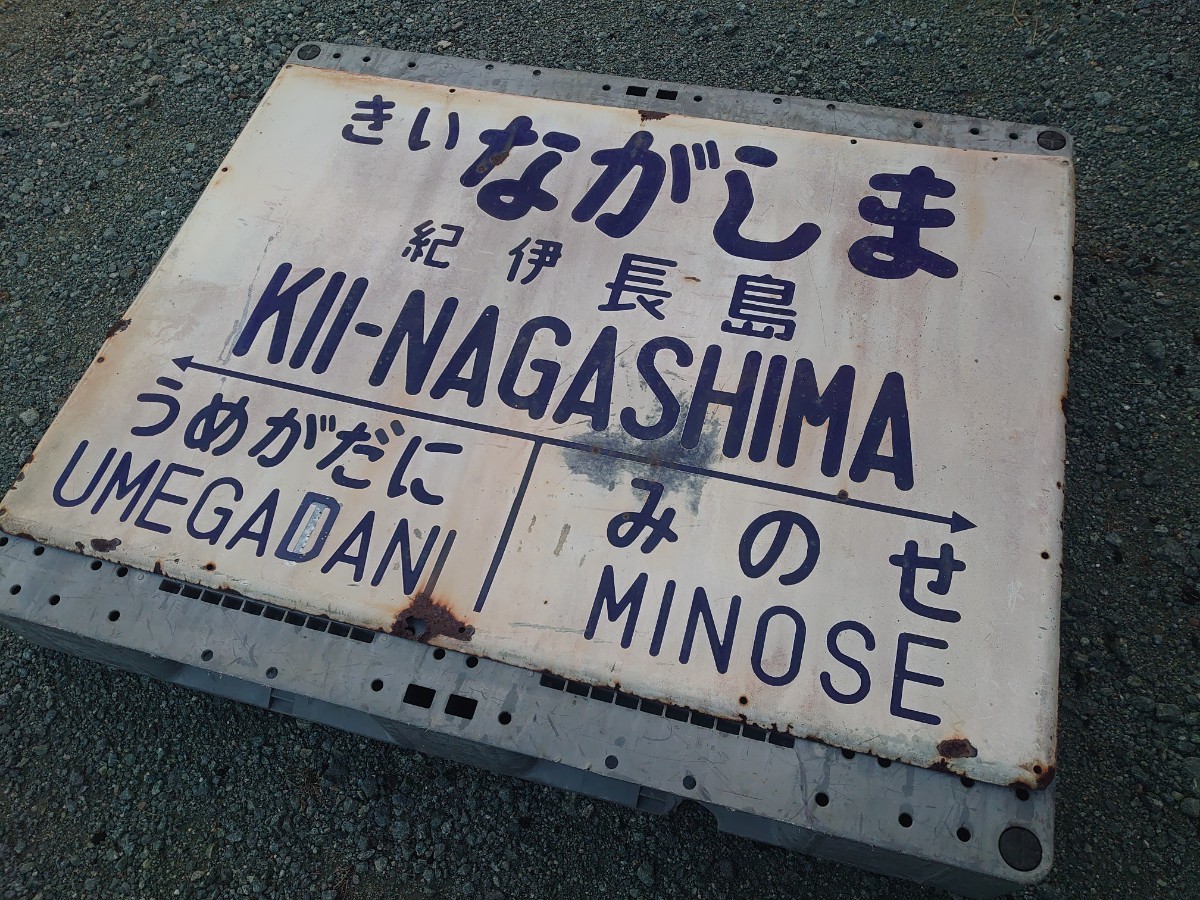 きいながしま
紀伊長島
KII-NAGASHIMA
うめがだに
UMEGADANI
みのせ
MINOSE